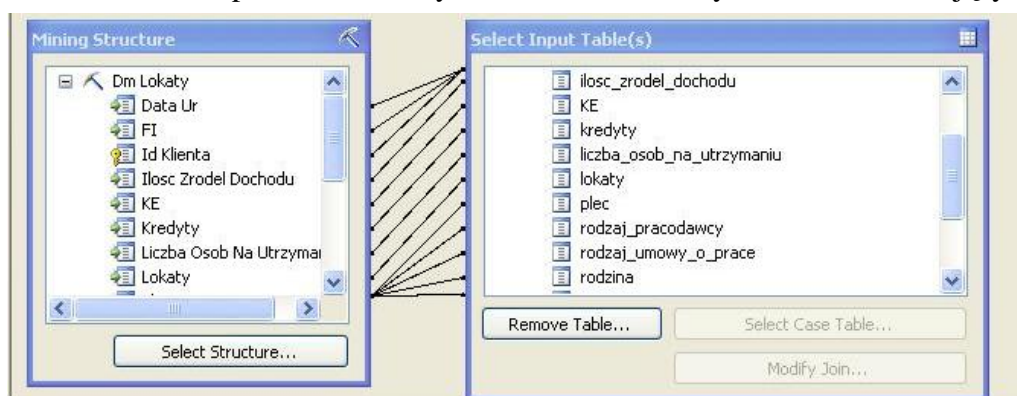 Mining Structure
Dm Lokaty
Data Ur
FI
Id Klienta
Ilosc Zrodel Dochodu
KE
Kredyty
Liczba Osob Na Utrzymar
Lokaty
Select Structure...
Select Input Table(s)
ilosc_zrodel_dochodu
KE
kredyty
liczba_osob_na_utrzymaniu
lokaty
plec
rodzaj_pracodawcy
rodzaj_umowy_o_prace
rodzina
Remove Table...
Select Case Table...
Modify Join...